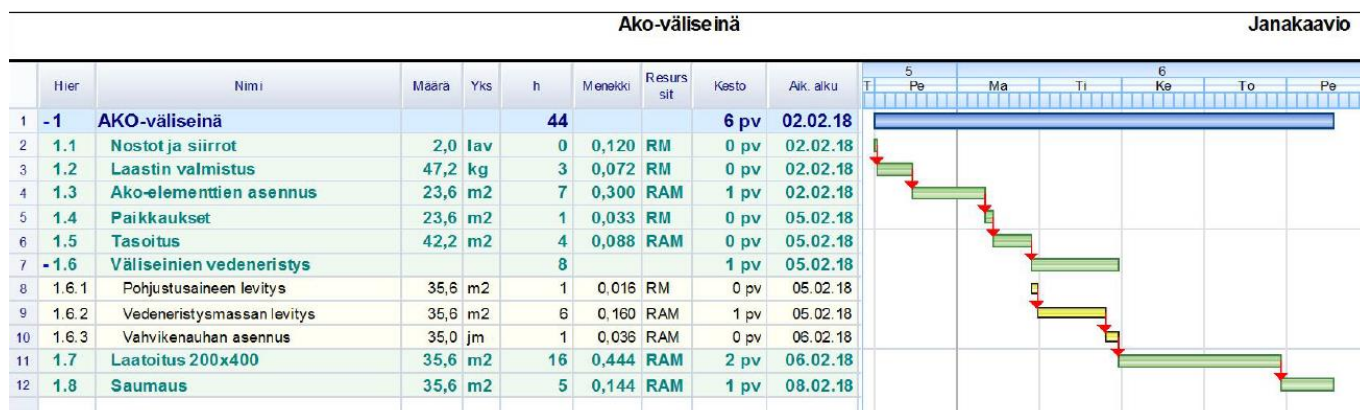 Ako-väliseinä Janakaavio
5 6
Hier Nimi Määrä Yks h Menekki Resurs sit Kesto Aik. alku T Pe Ma Ti Ke To Pe
1 -1 AKO-väliseinä 44 6 pv 02.02.18
2 1.1 Nostot ja siirrot 2,0 lav 0 0,120 RM 0 pv 02.02.18
3 1.2 Laastin valmistus 47,2 kg 3 0,072 RM 0 pv 02.02.18
4 1.3 Ako-elementtien asennus 23,6 m2 7 0,300 RAM 1 pv 02.02.18
5 1.4 Paikkaukset 23,6 m2 1 0,033 RM 0 pv 05.02.18
6 1.5 Tasoitus 42,2 m2 4 0,088 RAM 0 pv 05.02.18
7 -1.6 Väliseinien vedeneristys 8 1 pv 05.02.18
8 1.6.1 Pohjustusaineen levitys 35,6 m2 1 0,016 RM 0 pv 05.02.18
9 1.6.2 Vedeneristysmassan levitys 35,6 m2 6 0,160 RAM 1 pv 05.02.18
10 1.6.3 Vahvikenauhan asennus 35,0 jm 1 0,036 RAM 0 pv 06.02.18
11 1.7 Laatoitus 200x400 35,6 m2 16 0,444 RAM 2 pv 06.02.18
12 1.8 Saumaus 35,6 m2 5 0,144 RAM 1 pv 08.02.18